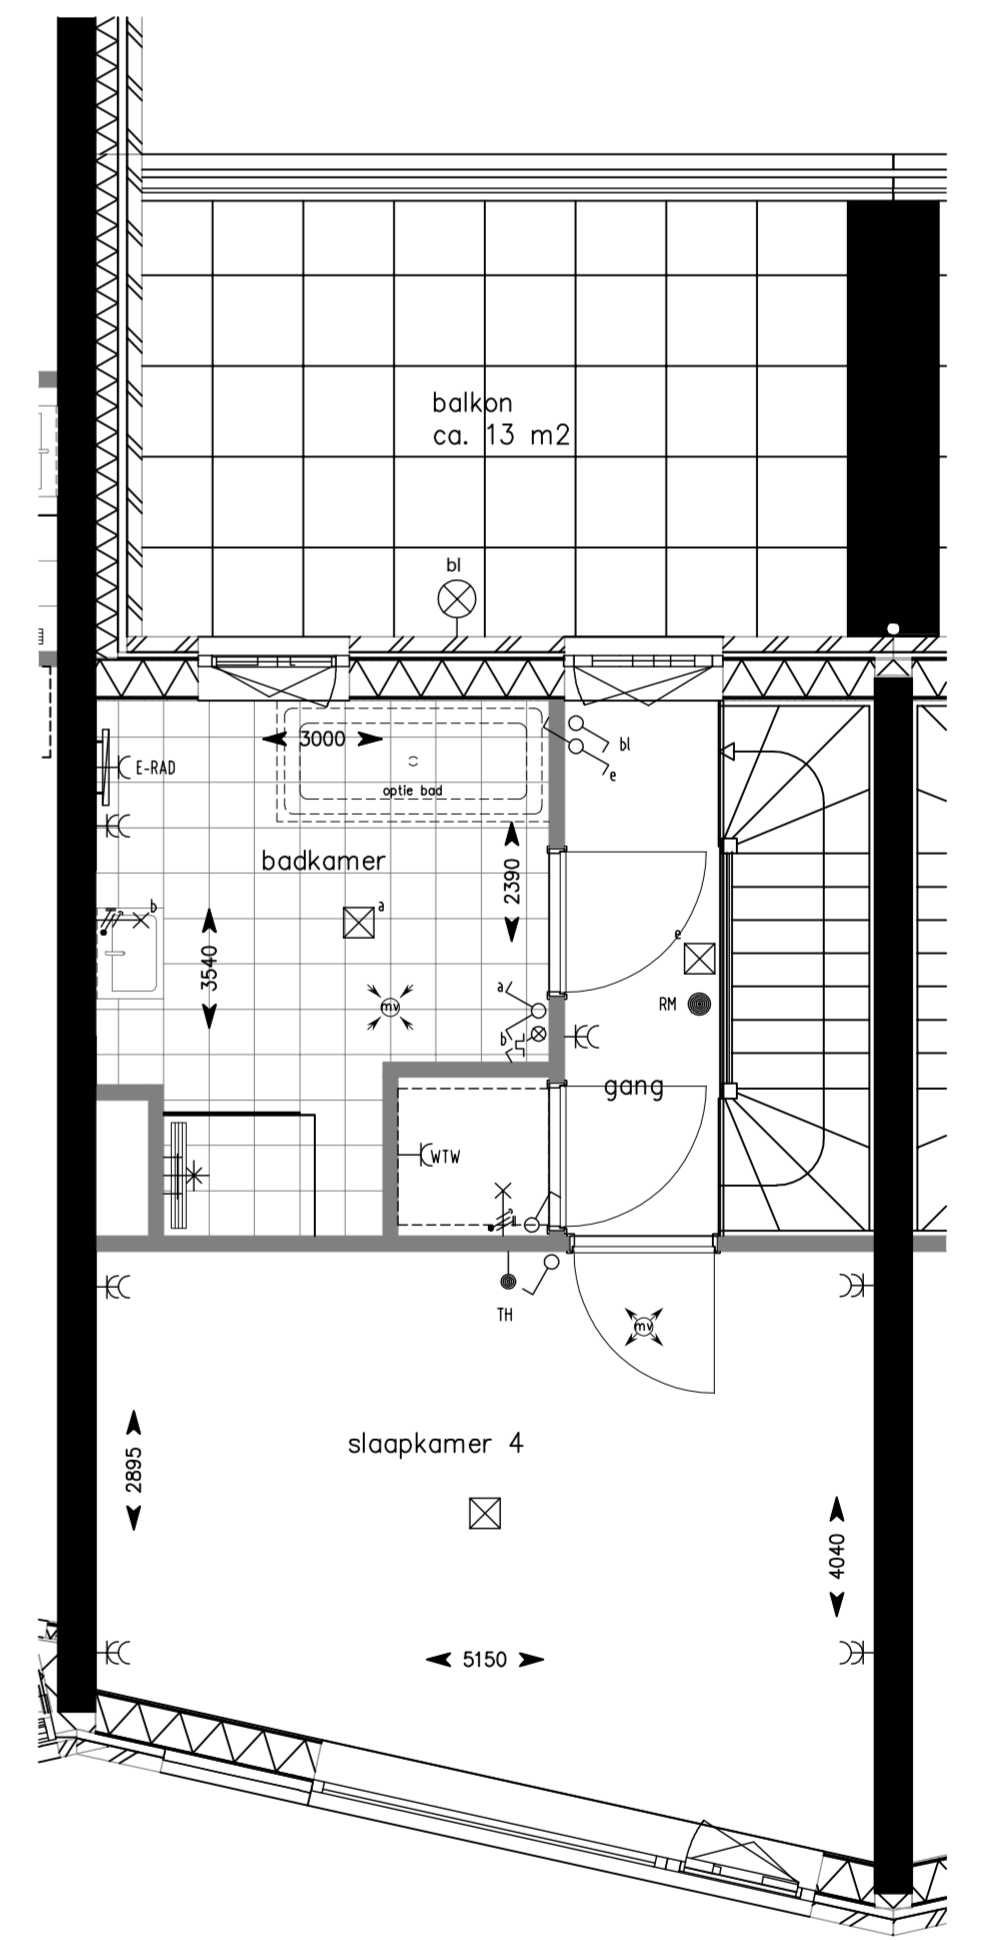 balkon
ca. 13 m2
bl
3000
bl
E-RAD
e
optie bad
badkamer
2390
b
a
e
3540
a
mv
RM
b
gang
WTW
TH
mv
slaapkamer 4
2895
4040
5150